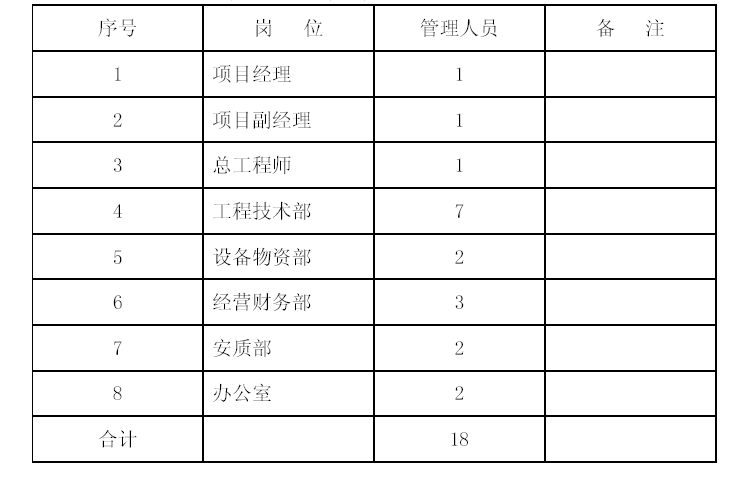 序号 岗 位 管理人员 备 注
1 项目经理 1
2 项目副经理 1
3 总工程师 1
4 工程技术部 7
5 设备物资部 2
6 经营财务部 3
7 安质部 2
8 办公室 2
合计 18